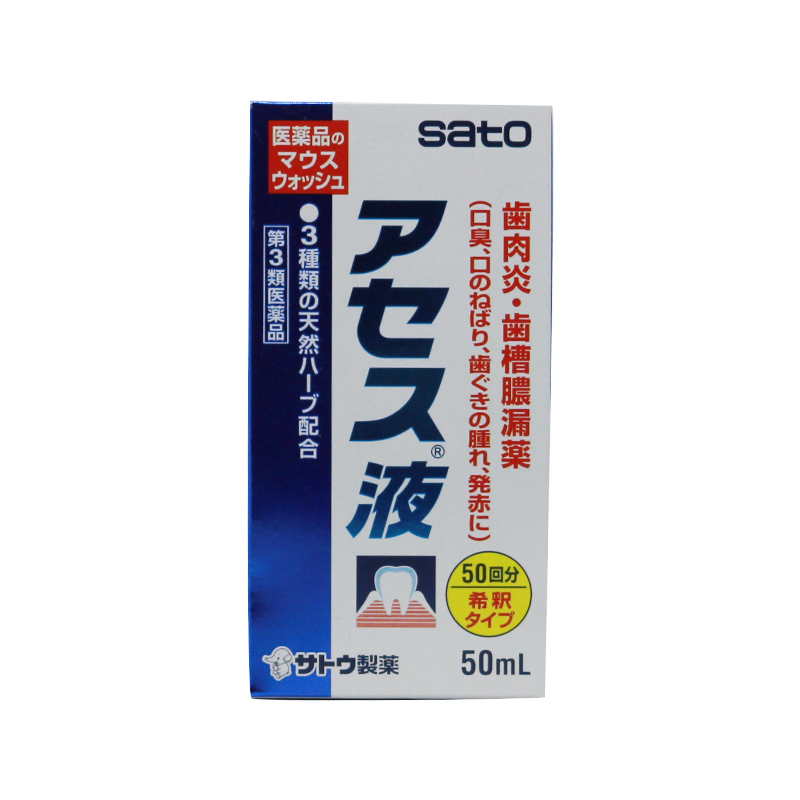 医薬品の
マウス
ウォッシュ
sato
歯肉炎・歯槽膿漏薬
(口臭、口のねばり、歯ぐきの腫れ、発赤に)
アセス®液
●3種類の天然ハーブ配合
第3類医薬品
50回分
希釈
タイプ
サトウ製薬
50mL